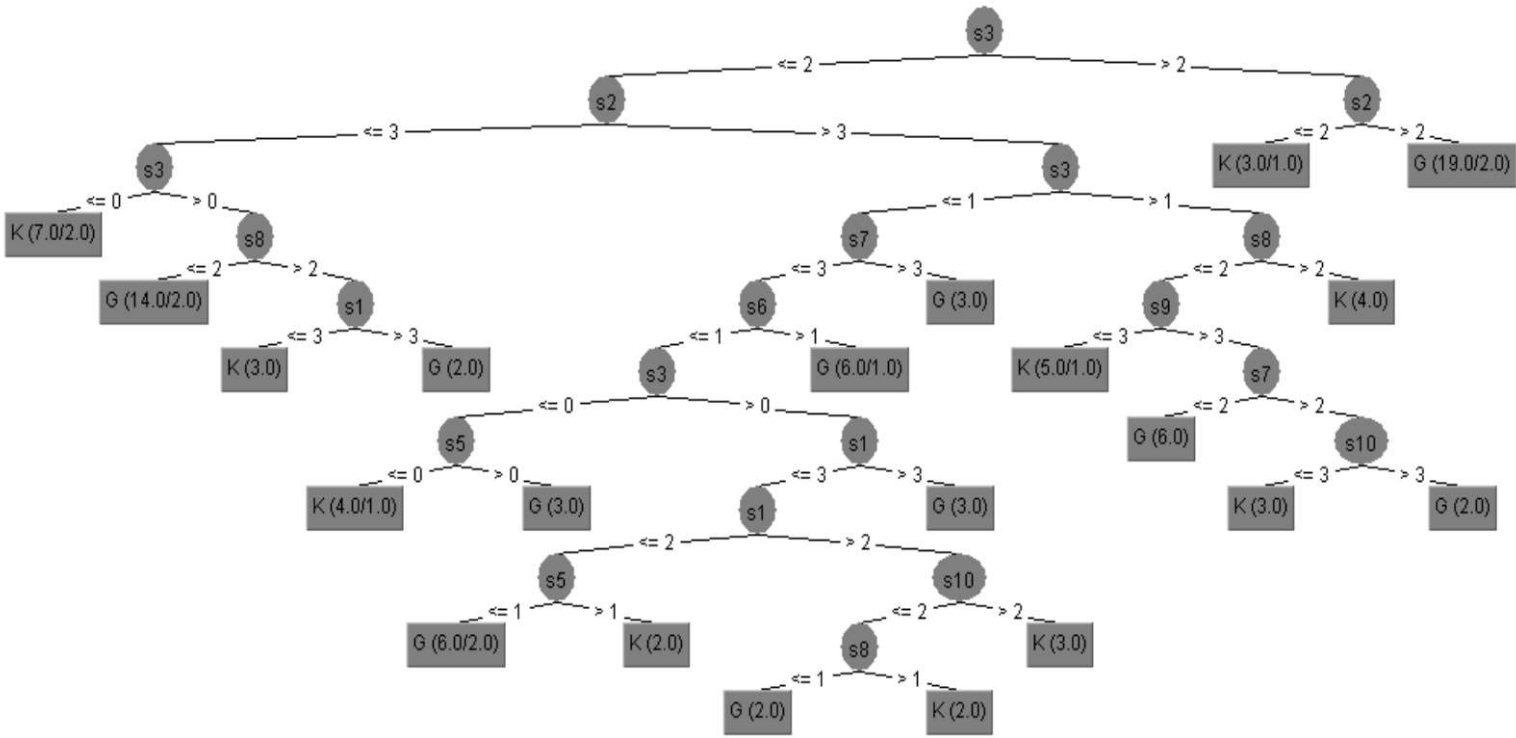 s3
<= 2 > 2
s2 s2
<= 3 > 3 <= 2 > 2
s3 s3 K (3.0/1.0) G (19.0/2.0)
<= 0 > 0 <= 1 > 1
K (7.0/2.0) s8 s7 s8
<= 2 > 2 <= 3 > 3 <= 2 > 2
G (14.0/2.0) s1 s6 G (3.0) s9 K (4.0)
<= 3 > 3 <= 1 > 1 <= 3 > 3
K (3.0) G (2.0) s3 G (6.0/1.0) K (5.0/1.0) s7
<= 0 > 0 <= 2 > 2
s5 s1 G (6.0) s10
<= 0 > 0 <= 3 > 3 <= 3 > 3
K (4.0/1.0) G (3.0) s1 G (3.0) K (3.0) G (2.0)
<= 2 > 2
s5 s10
<= 1 > 1 <= 2 > 2
G (6.0/2.0) K (2.0) s8 K (3.0)
<= 1 > 1
G (2.0) K (2.0)